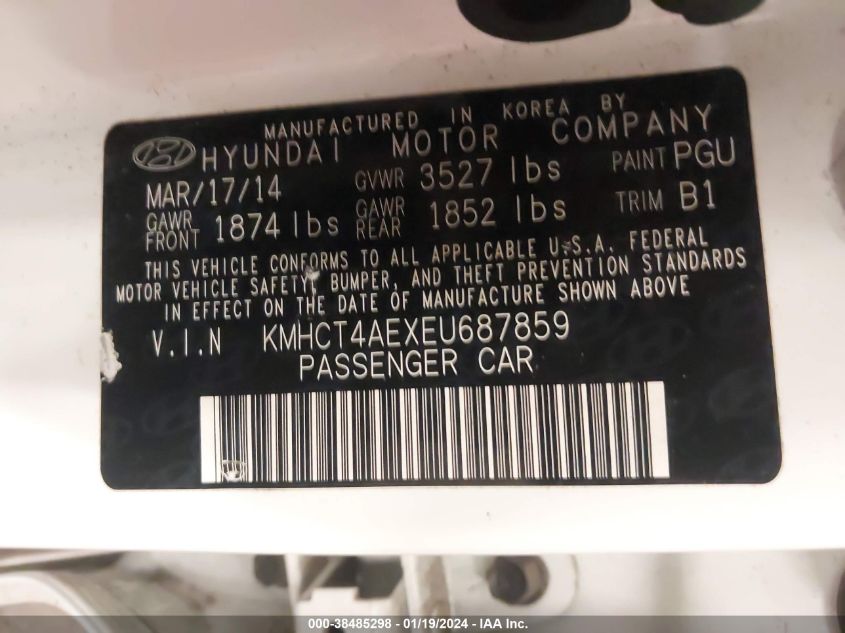 MANUFACTURED IN KOREA BY
HYUNDAI MOTOR COMPANY
MAR/17/14 GVWR 3527 lbs PAINT PGU
GAWR FRONT 1874 lbs GAWR REAR 1852 lbs TRIM B1
THIS VEHICLE CONFORMS TO ALL APPLICABLE U.S.A. FEDERAL
MOTOR VEHICLE SAFETY, BUMPER, AND THEFT PREVENTION STANDARDS
IN EFFECT ON THE DATE OF MANUFACTURE SHOWN ABOVE
V.I.N KMHCT4AEXEU687859
PASSENGER CAR
000-38485298 - 01/19/2024 - IAA Inc.